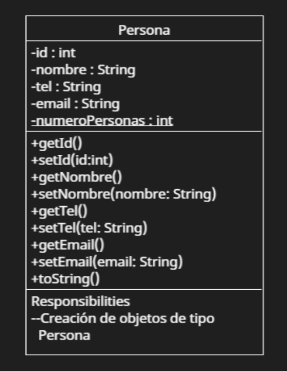 Persona
-id : int
-nombre : String
-tel : String
-email : String
-numeroPersonas : int
+getId()
+setId(id:int)
+getNombre()
+setNombre(nombre: String)
+getTel()
+setTel(tel: String)
+getEmail()
+setEmail(email: String)
+toString()
Responsibilities
--Creación de objetos de tipo
Persona